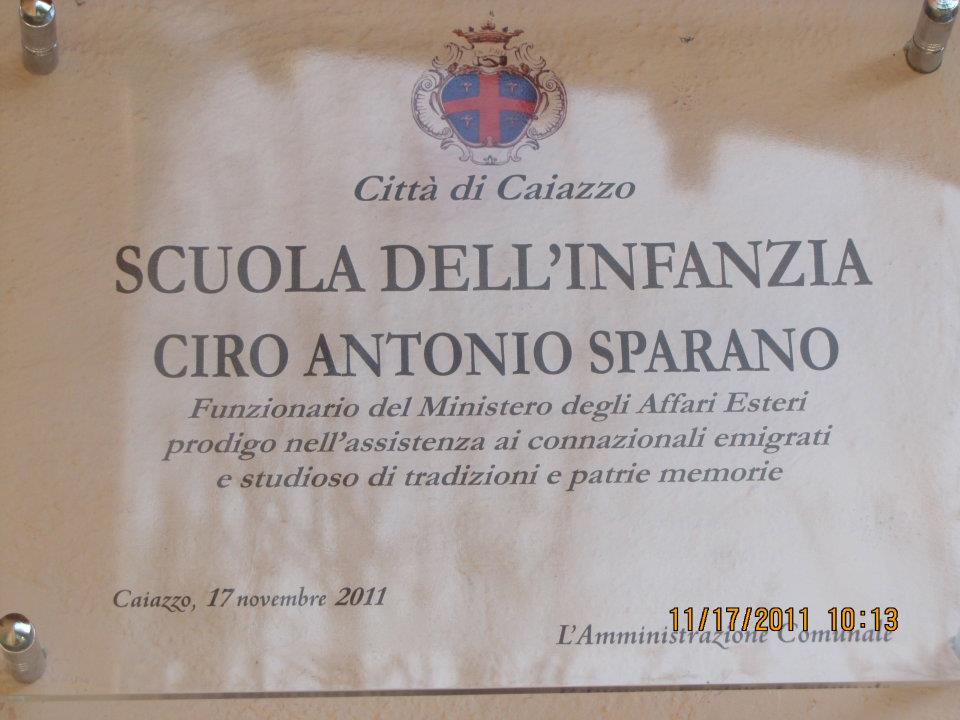 Città di Caiazzo
SCUOLA DELL'INFANZIA
CIRO ANTONIO SPARANO
Funzionario del Ministero degli Affari Esteri
prodigo nell'assistenza ai connazionali emigrati
e studioso di tradizioni e patrie memorie
Caiazzo, 17 novembre 2011
L'Amministrazione Comunale
11/17/2011 10:13